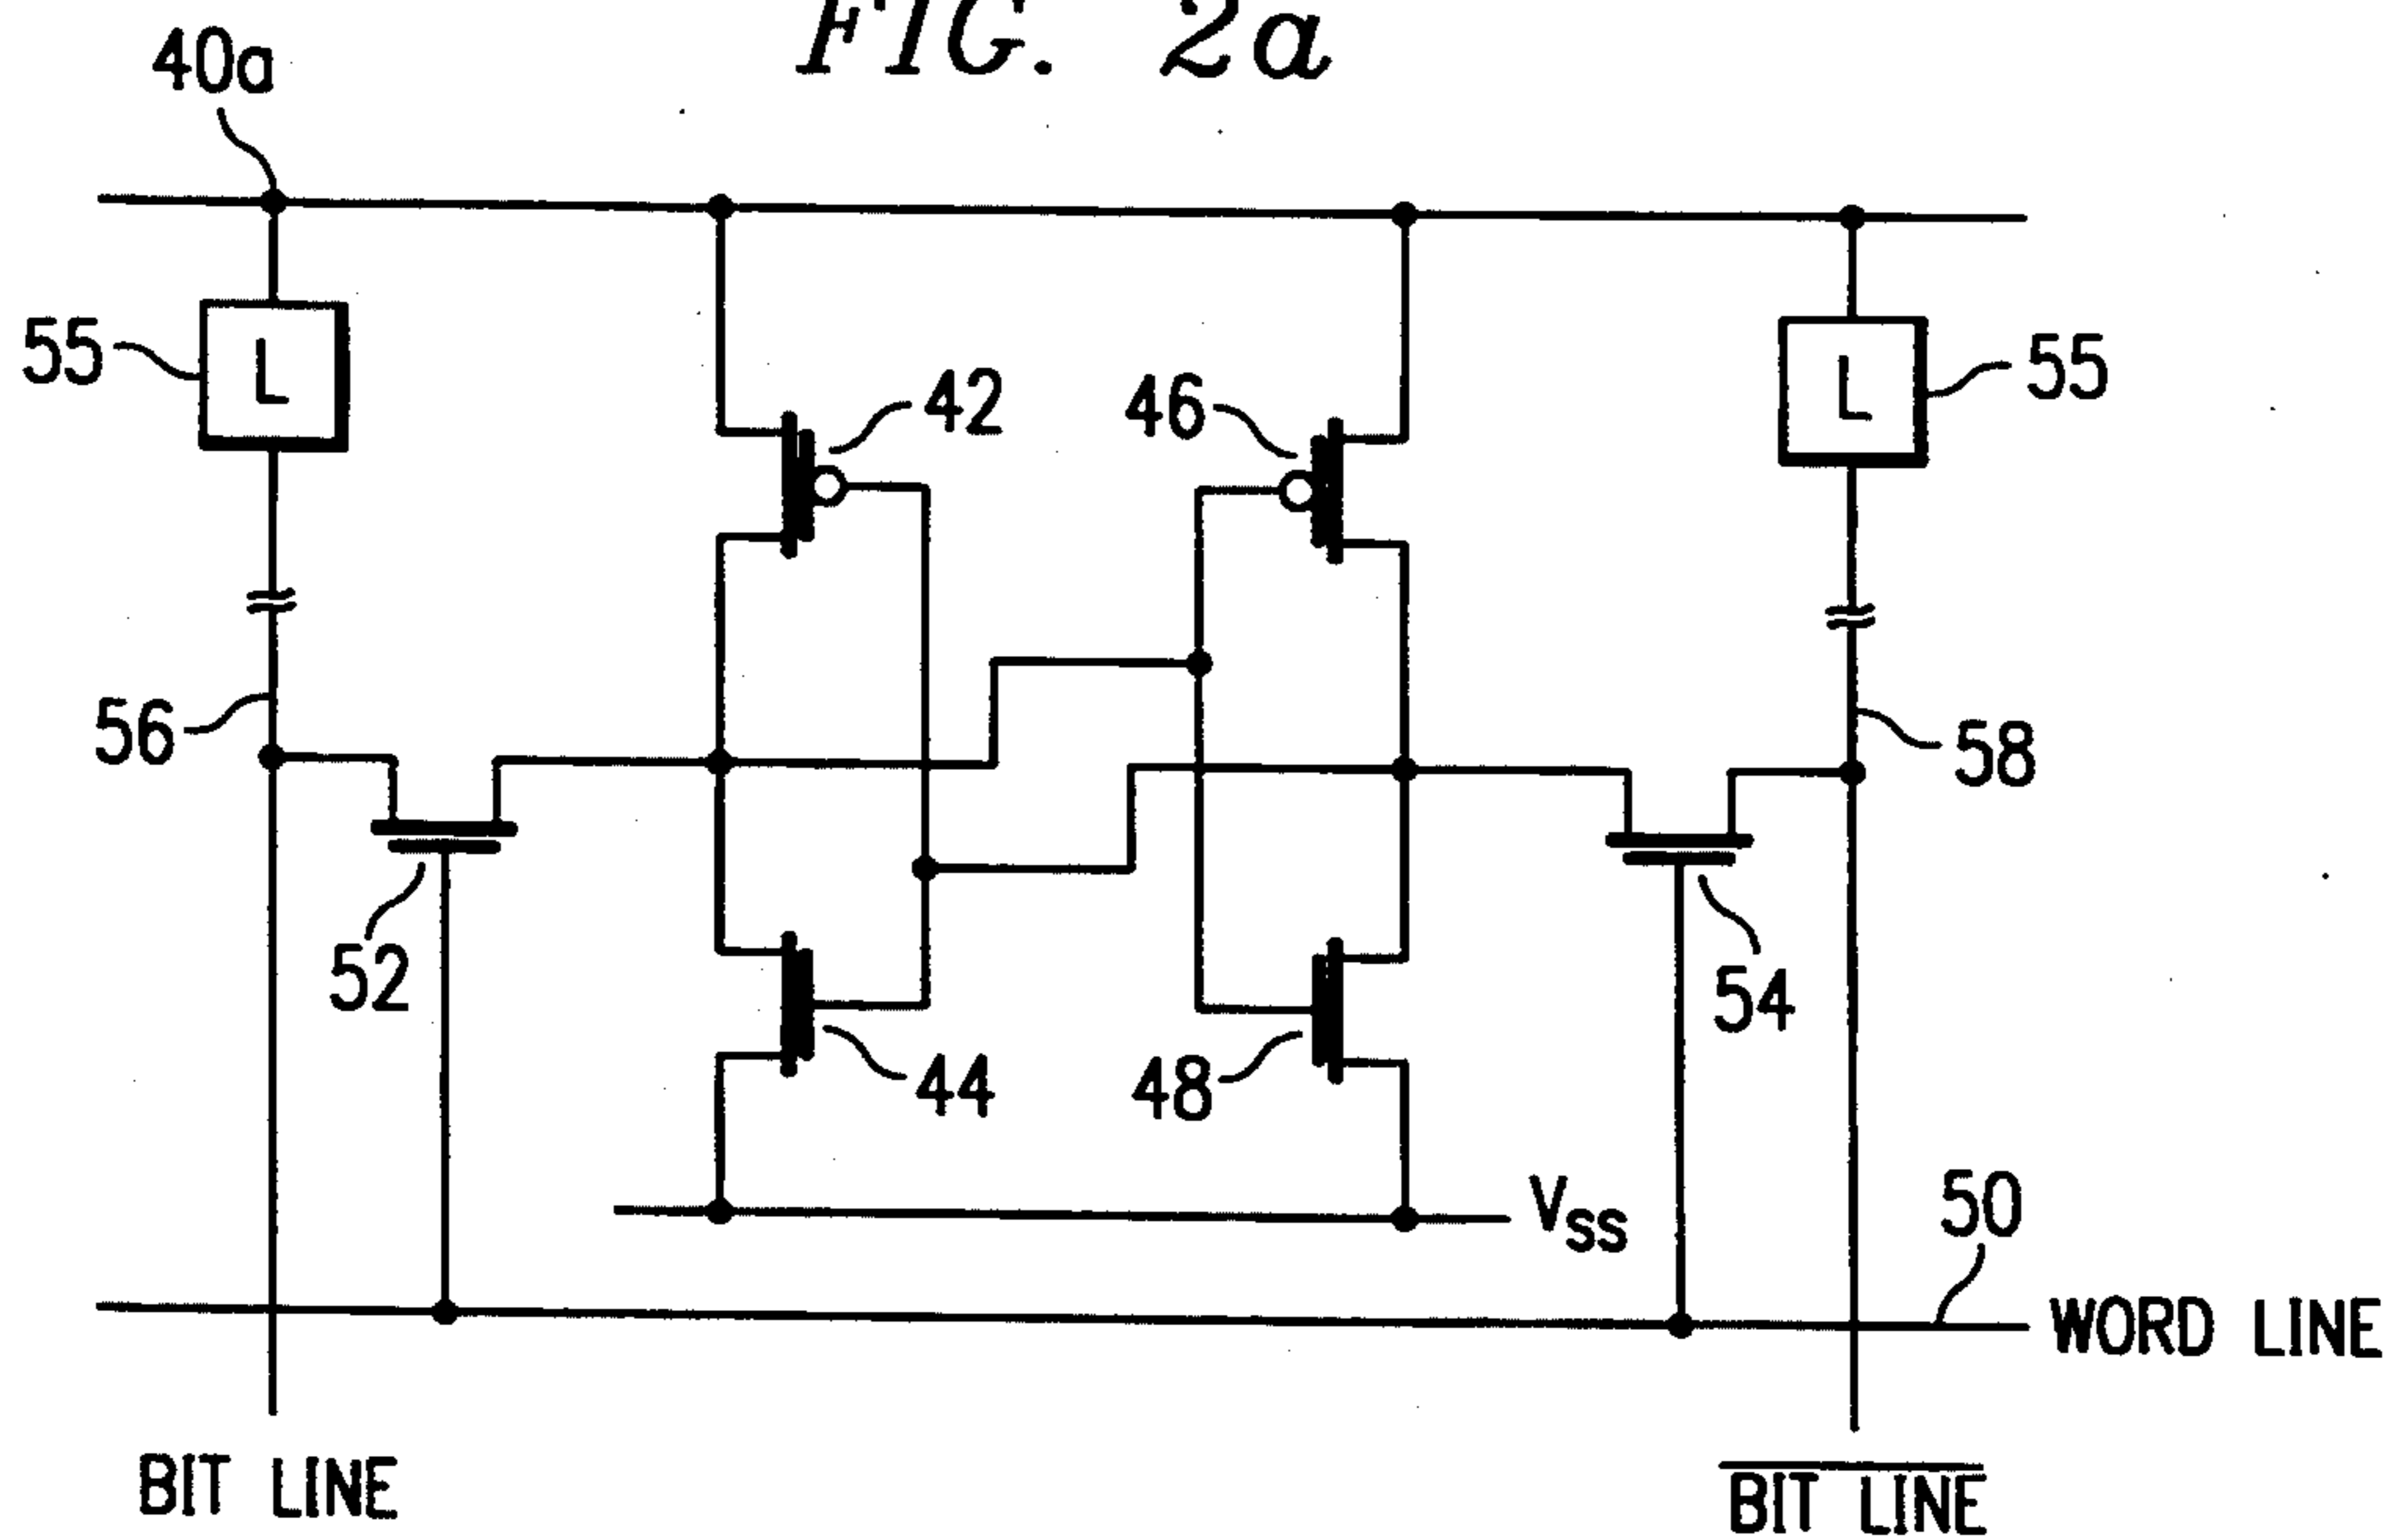 FIG. 2a
40a
55
L
42
46
L
55
56
58
52
54
44
48
VSS
50
WORD LINE
BIT LINE
BIT LINE